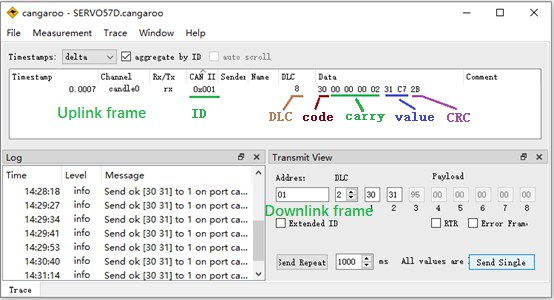 cangaroo - SERVO57D.cangaroo
File Measurement Trace Window Help
Timestamps: delta aggregate by ID auto scroll
Timestamp Channel Rx/Tx CAN II Sender Name DLC Data Comment
0.0007 candle0 rx 0x001 8 30 00 00 00 02 31 C7 2B
Uplink frame ID DLC code carry value CRC
Log
Time Level Message
14:28:18 info Send ok [30 31] to 1 on port ca...
14:29:27 info Send ok [30 31] to 1 on port ca...
14:29:34 info Send ok [30 31] to 1 on port ca...
14:29:41 info Send ok [30 31] to 1 on port ca...
14:29:53 info Send ok [30 31] to 1 on port ca...
14:30:40 info Send ok [30 31] to 1 on port ca...
14:31:14 info Send ok [30 31] to 1 on port ca...
Transmit View
Addres: DLC Payload
01 2 30 31 95 00 00 00 00 00
Downlink frame
1 2 3 4 5 6 7 8
Extended ID RTR Error Fram
Send Repeat 1000 ms All values are Send Single
Trace